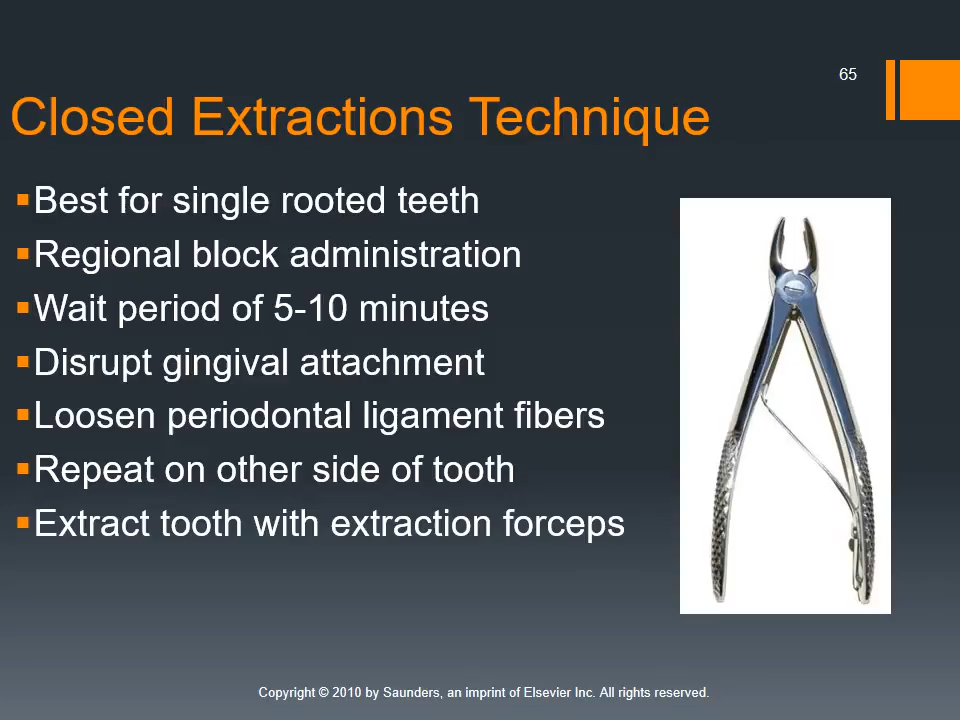 65
Closed Extractions Technique
▪Best for single rooted teeth
▪Regional block administration
▪Wait period of 5-10 minutes
▪Disrupt gingival attachment
▪Loosen periodontal ligament fibers
▪Repeat on other side of tooth
▪Extract tooth with extraction forceps
Copyright © 2010 by Saunders, an imprint of Elsevier Inc. All rights reserved.